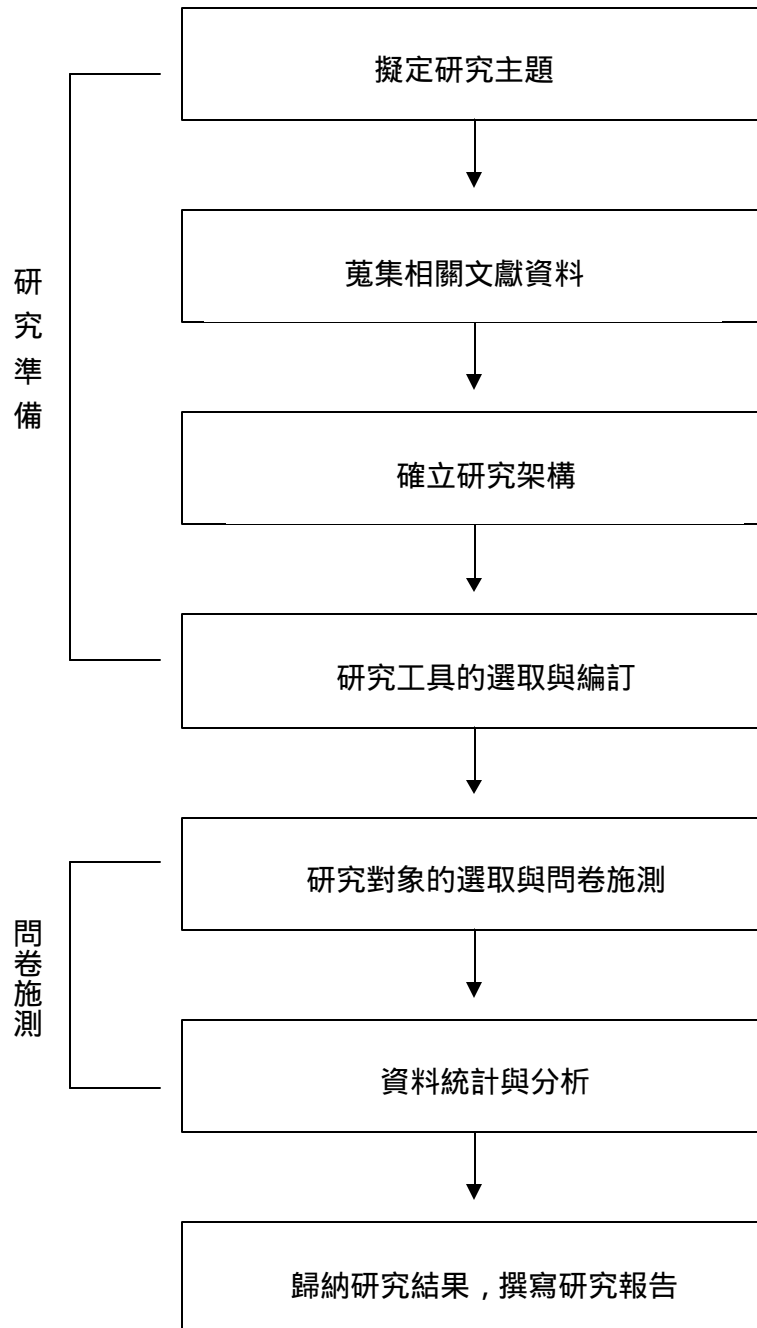 擬定研究主題
蒐集相關文獻資料
研究準備
確立研究架構
研究工具的選取與編訂
研究對象的選取與問卷施測
問卷施測
資料統計與分析
歸納研究結果，撰寫研究報告